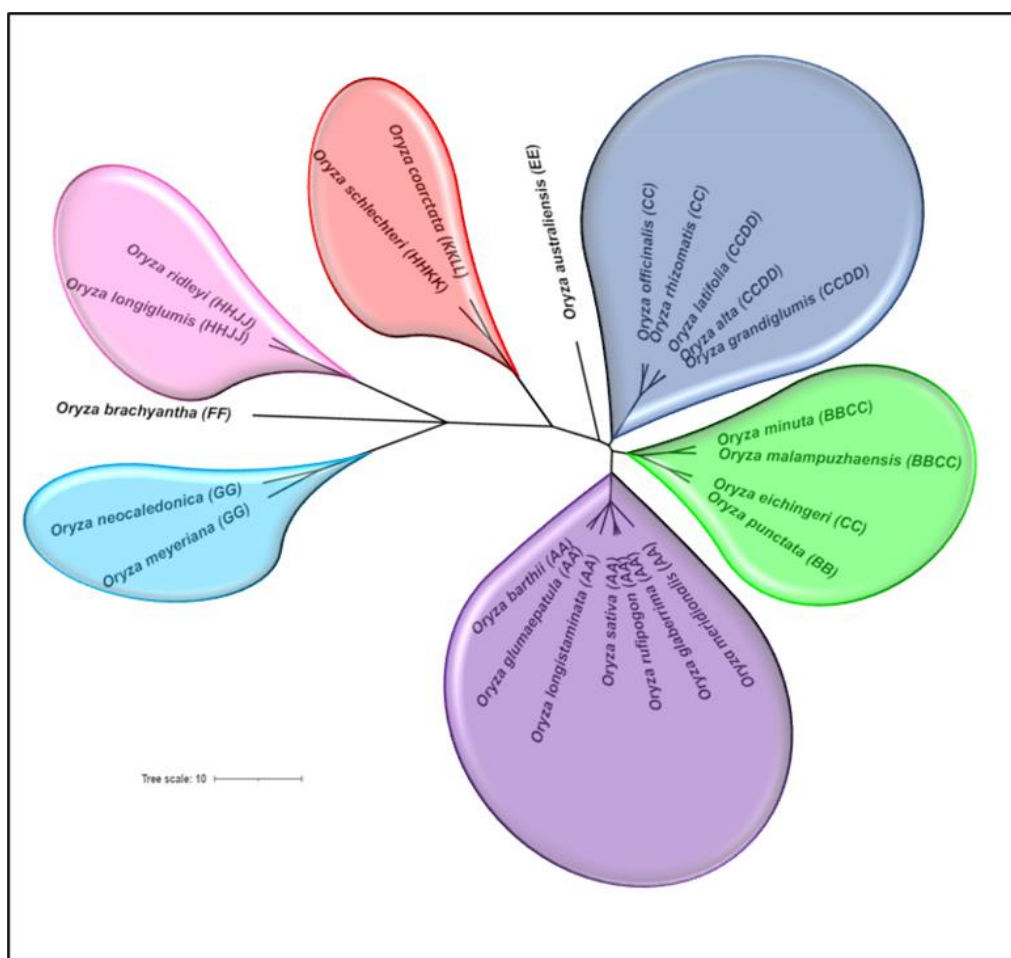 Oryza coarctata (KKLL)
Oryza schlechteri (HHKK)
Oryza australiensis (EE)
Oryza officinalis (CC)
Oryza rhizomatis (CC)
Oryza latifolia (CCDD)
Oryza alta (CCDD)
Oryza grandiglumis (CCDD)
Oryza ridleyi (HHJJ)
Oryza longiglumis (HHJJ)
Oryza brachyantha (FF)
Oryza minuta (BBCC)
Oryza malampuzhaensis (BBCC)
Oryza eichingeri (CC)
Oryza punctata (BB)
Oryza neocaledonica (GG)
Oryza meyeriana (GG)
Oryza barthii (AA)
Oryza glumaepatula (AA)
Oryza longistaminata (AA)
Oryza sativa (AA)
Oryza rufipogon (AA)
Oryza glaberrima (AA)
Oryza meridionalis (AA)
Tree scale: 10